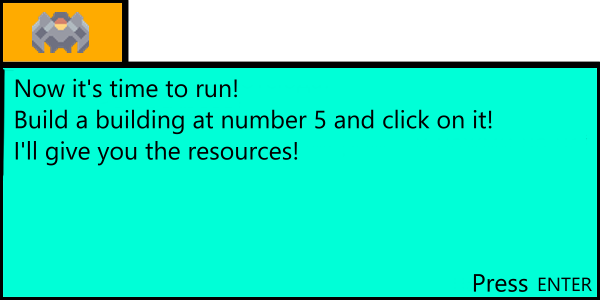 Now it's time to run!
Build a building at number 5 and click on it!
I'll give you the resources!
Press ENTER